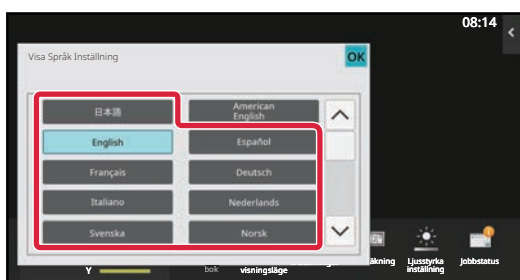 08:14
Visa Språk Inställning
OK
日本語
American
English
English
Español
Français
Deutsch
Italiano
Nederlands
Svenska
Norsk
Ljusstyrka
inställning
Jobbstatus
Y
bok
visningsläge